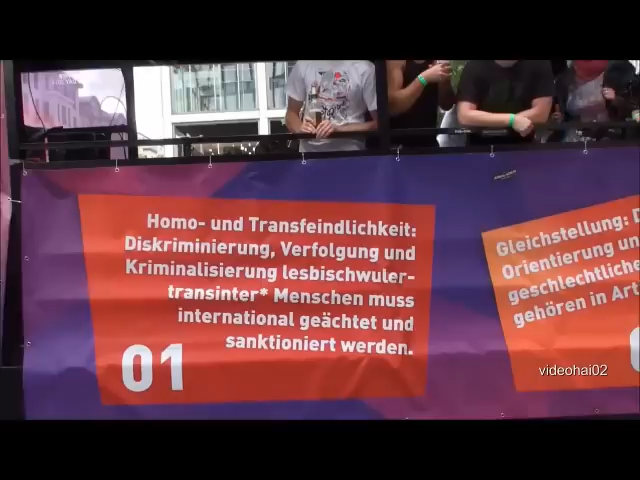 Homo- und Transfeindlichkeit:
Diskriminierung, Verfolgung und
Kriminalisierung lesbischwuler-
transinter* Menschen muss
international geächtet und
sanktioniert werden.
01
Gleichstellung:
Orientierung
geschlechtliche
gehören in Art
videohai02